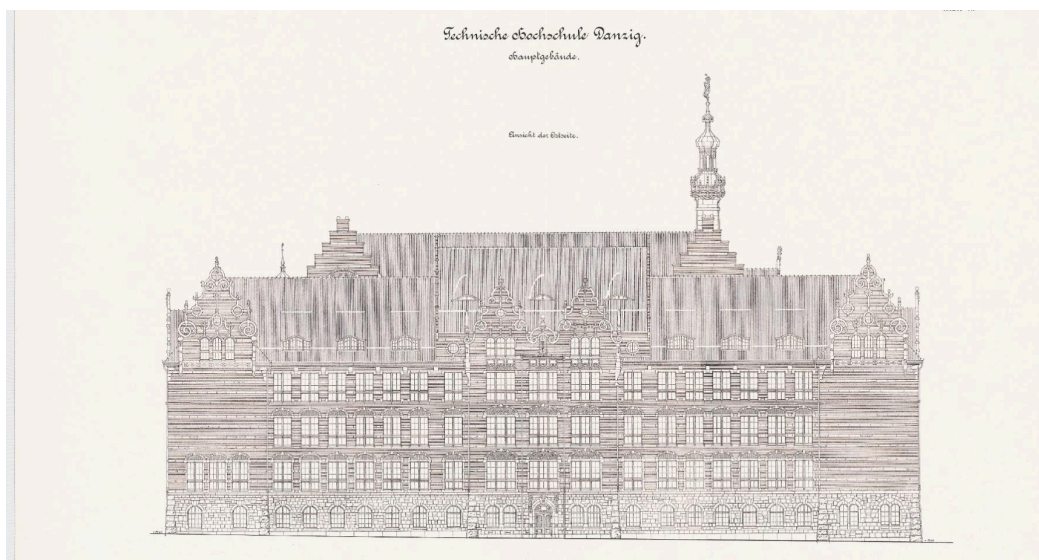 Technische Hochschule Danzig.
Hauptgebäude.
Ansicht der Ostseite.